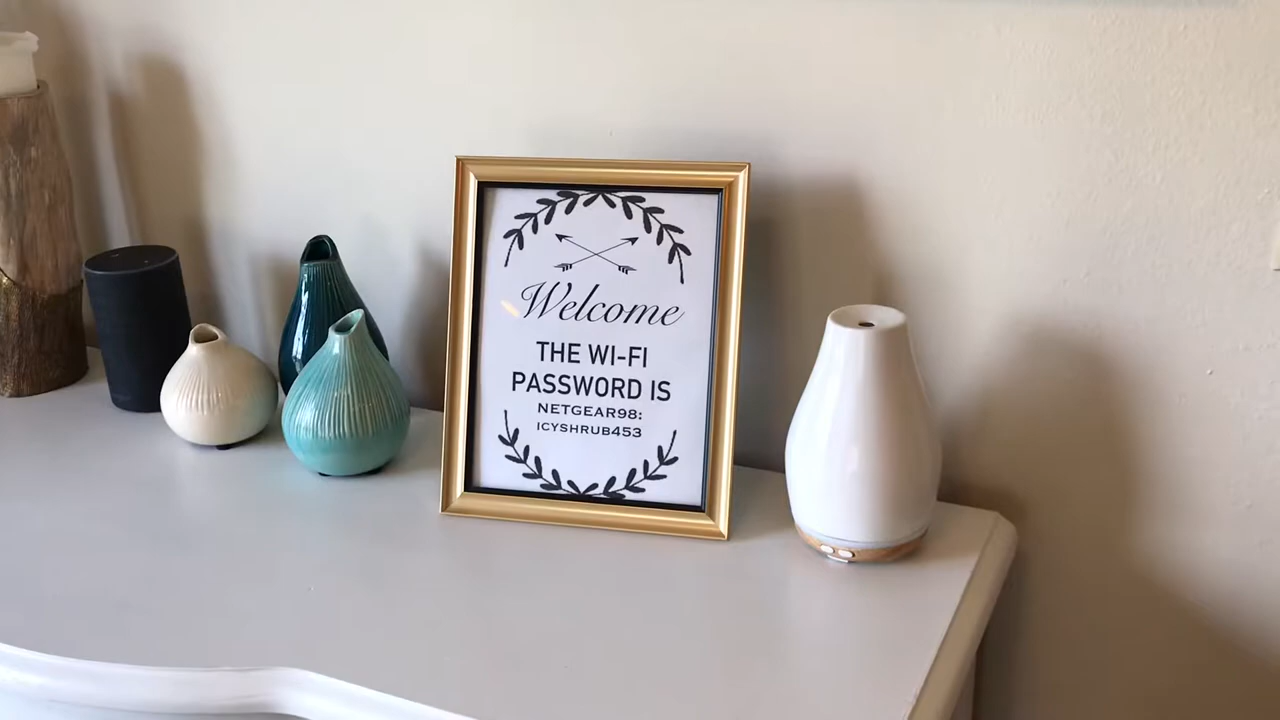 Welcome
THE WI-FI
PASSWORD IS
NETGEAR98:
ICYSHRUB453